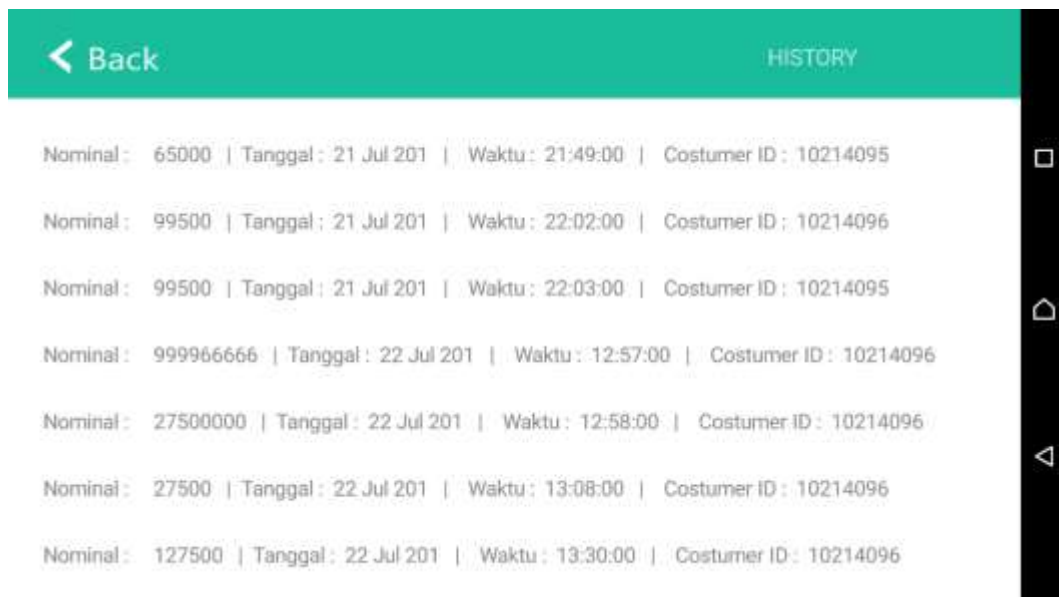 Back
HISTORY
Nominal : 65000 | Tanggal : 21 Jul 201 | Waktu : 21:49:00 | Costumer ID : 10214095
Nominal : 99500 | Tanggal : 21 Jul 201 | Waktu : 22:02:00 | Costumer ID : 10214096
Nominal : 99500 | Tanggal : 21 Jul 201 | Waktu : 22:03:00 | Costumer ID : 10214095
Nominal : 999966666 | Tanggal : 22 Jul 201 | Waktu : 12:57:00 | Costumer ID : 10214096
Nominal : 27500000 | Tanggal : 22 Jul 201 | Waktu : 12:58:00 | Costumer ID : 10214096
Nominal : 27500 | Tanggal : 22 Jul 201 | Waktu : 13:08:00 | Costumer ID : 10214096
Nominal : 127500 | Tanggal : 22 Jul 201 | Waktu : 13:30:00 | Costumer ID : 10214096